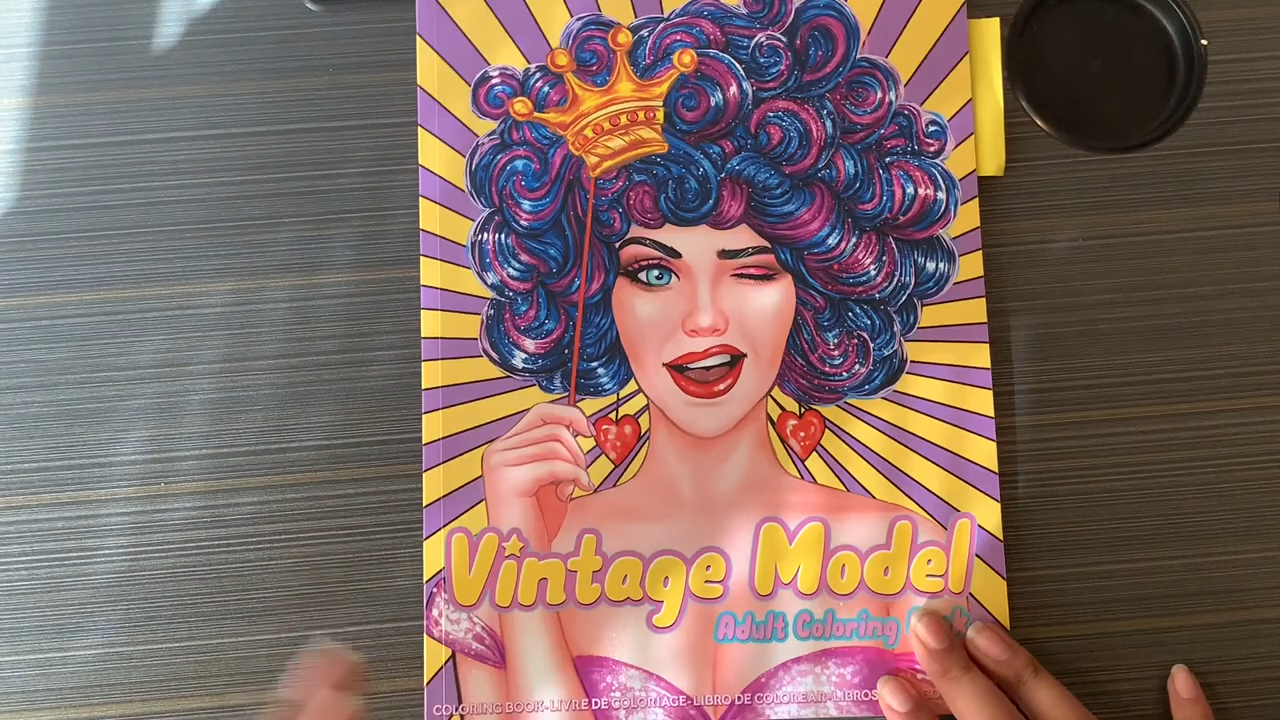 Vintage Model
Adult Coloring
COLORING BOOK-LIVRE DE COLORIAGE-LIBRO DE COLOREAR-LIBROS